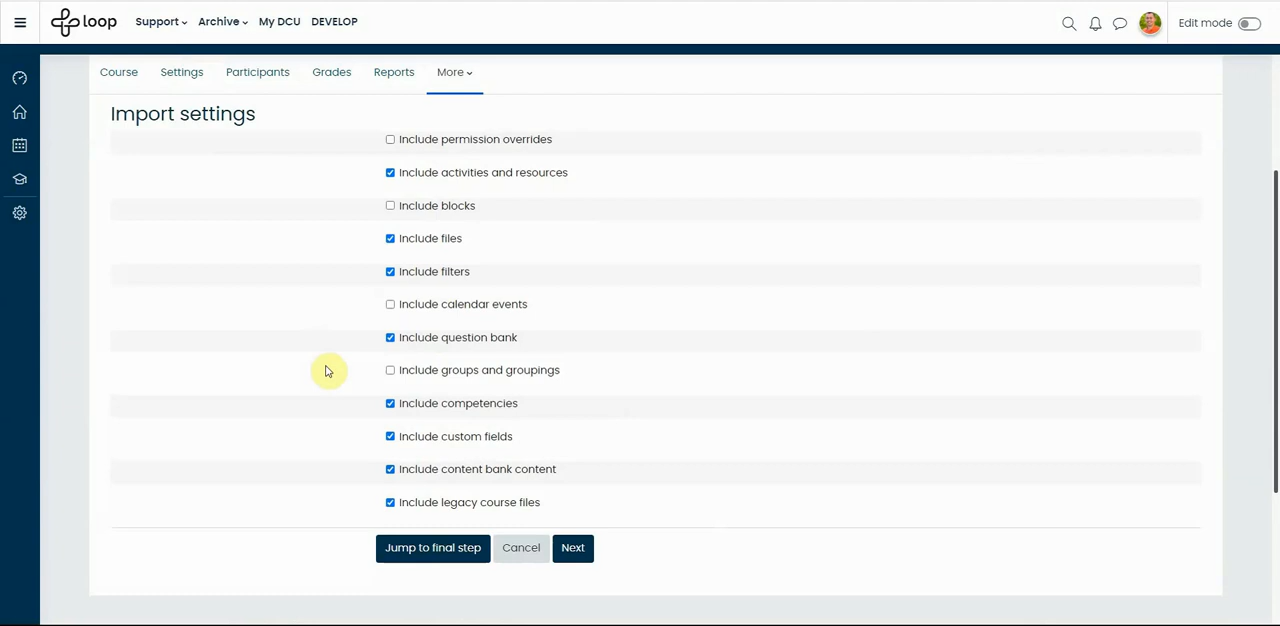 loop Support Archive My DCU DEVELOP Edit mode
Course Settings Participants Grades Reports More
Import settings
Include permission overrides
Include activities and resources
Include blocks
Include files
Include filters
Include calendar events
Include question bank
Include groups and groupings
Include competencies
Include custom fields
Include content bank content
Include legacy course files
Jump to final step Cancel Next